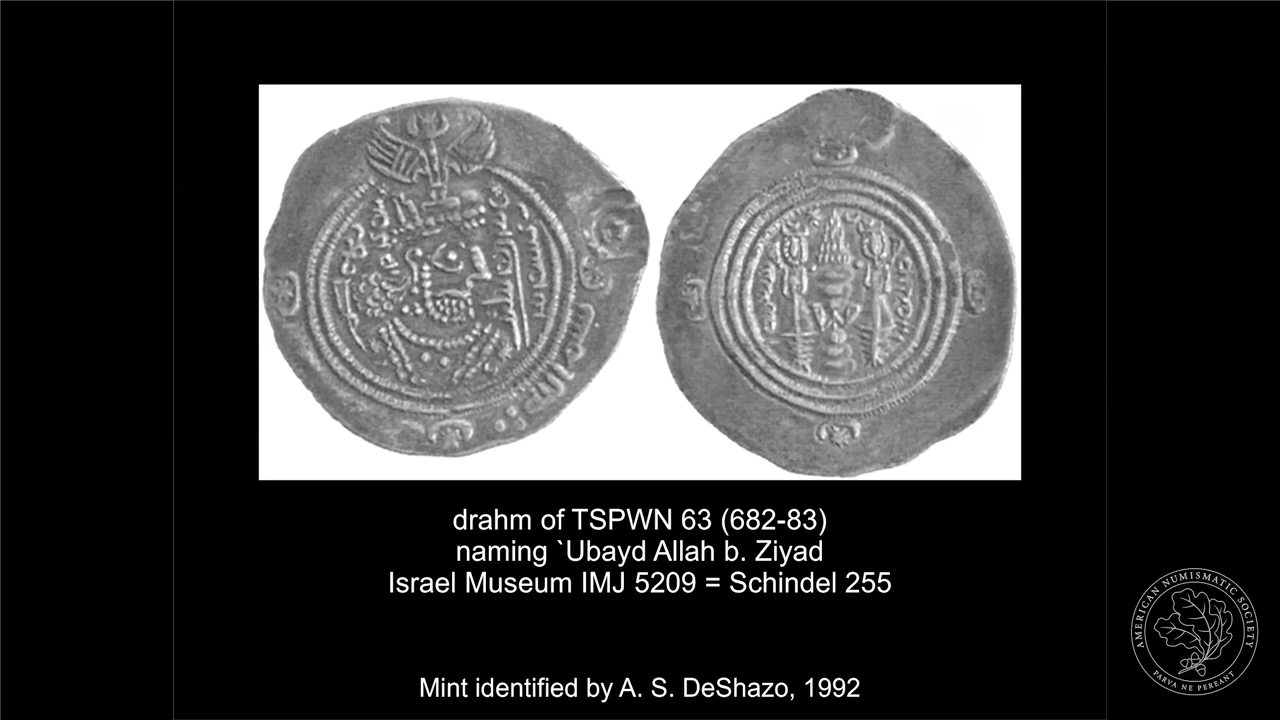 drahm of TSPWN 63 (682-83)
naming `Ubayd Allah b. Ziyad
Israel Museum IMJ 5209 = Schindel 255
Mint identified by A. S. DeShazo, 1992
AMERICAN NUMISMATIC SOCIETY
PARVA NE PEREANT